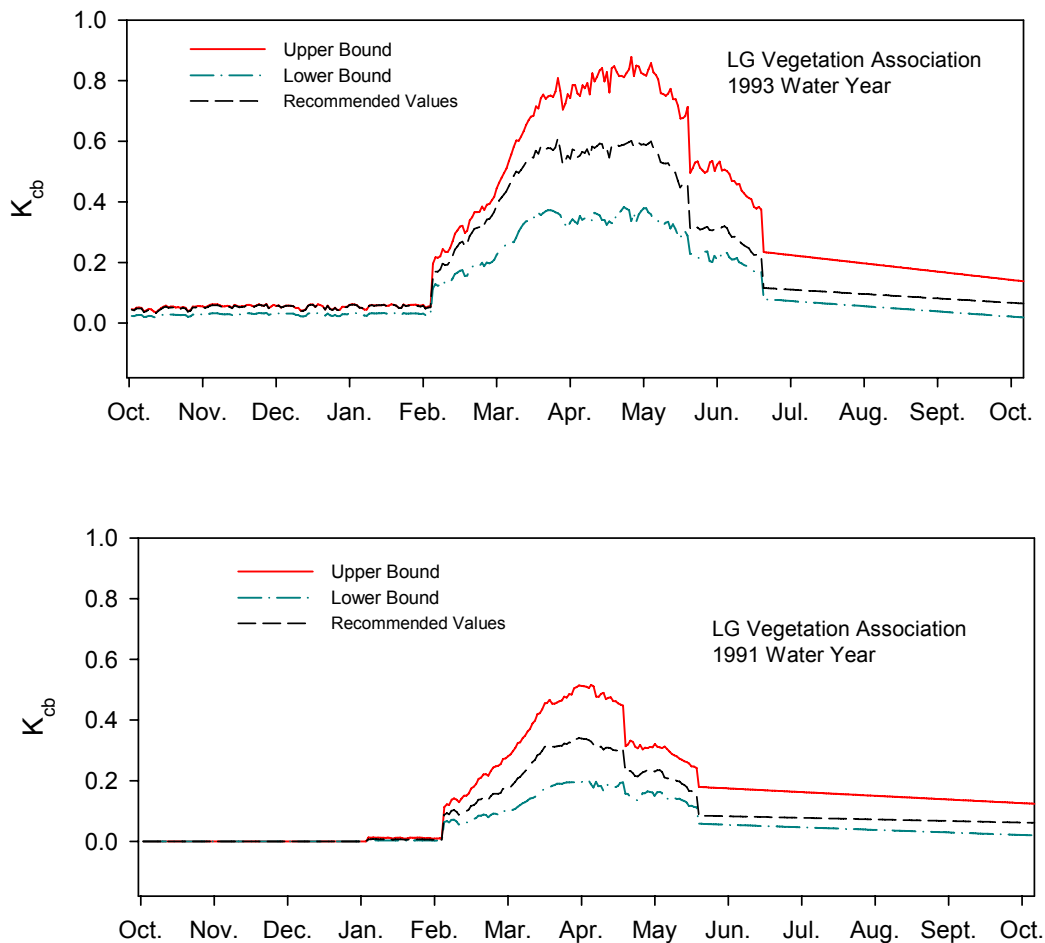 1.0
0.8
0.6
0.4
0.2
0.0
K_cb
Upper Bound
Lower Bound
Recommended Values
LG Vegetation Association
1993 Water Year
Oct. Nov. Dec. Jan. Feb. Mar. Apr. May Jun. Jul. Aug. Sept. Oct.
1.0
0.8
0.6
0.4
0.2
0.0
K_cb
Upper Bound
Lower Bound
Recommended Values
LG Vegetation Association
1991 Water Year
Oct. Nov. Dec. Jan. Feb. Mar. Apr. May Jun. Jul. Aug. Sept. Oct.